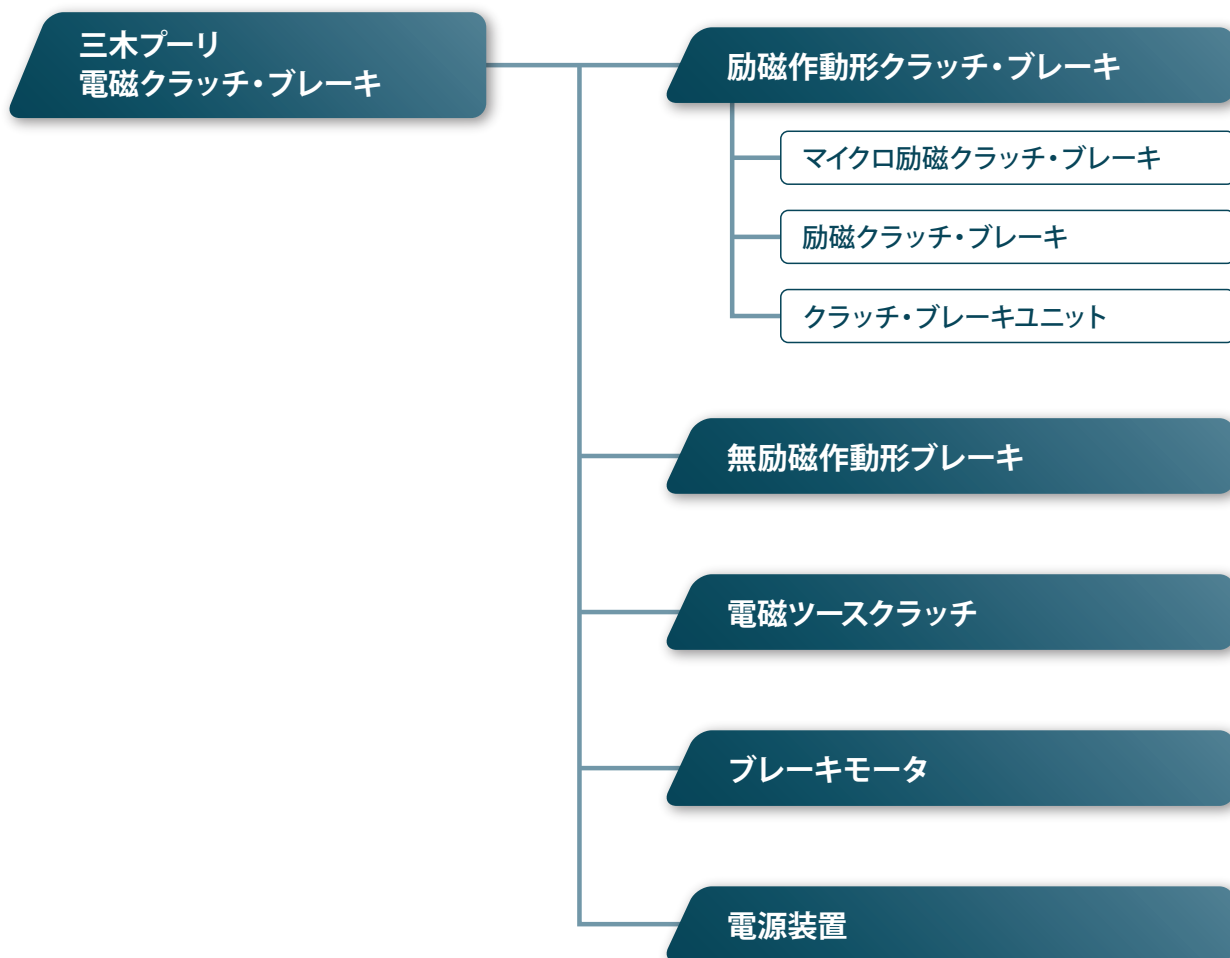 三木プーリ
電磁クラッチ・ブレーキ
励磁作動形クラッチ・ブレーキ
マイクロ励磁クラッチ・ブレーキ
励磁クラッチ・ブレーキ
クラッチ・ブレーキユニット
無励磁作動形ブレーキ
電磁ツースクラッチ
ブレーキモータ
電源装置